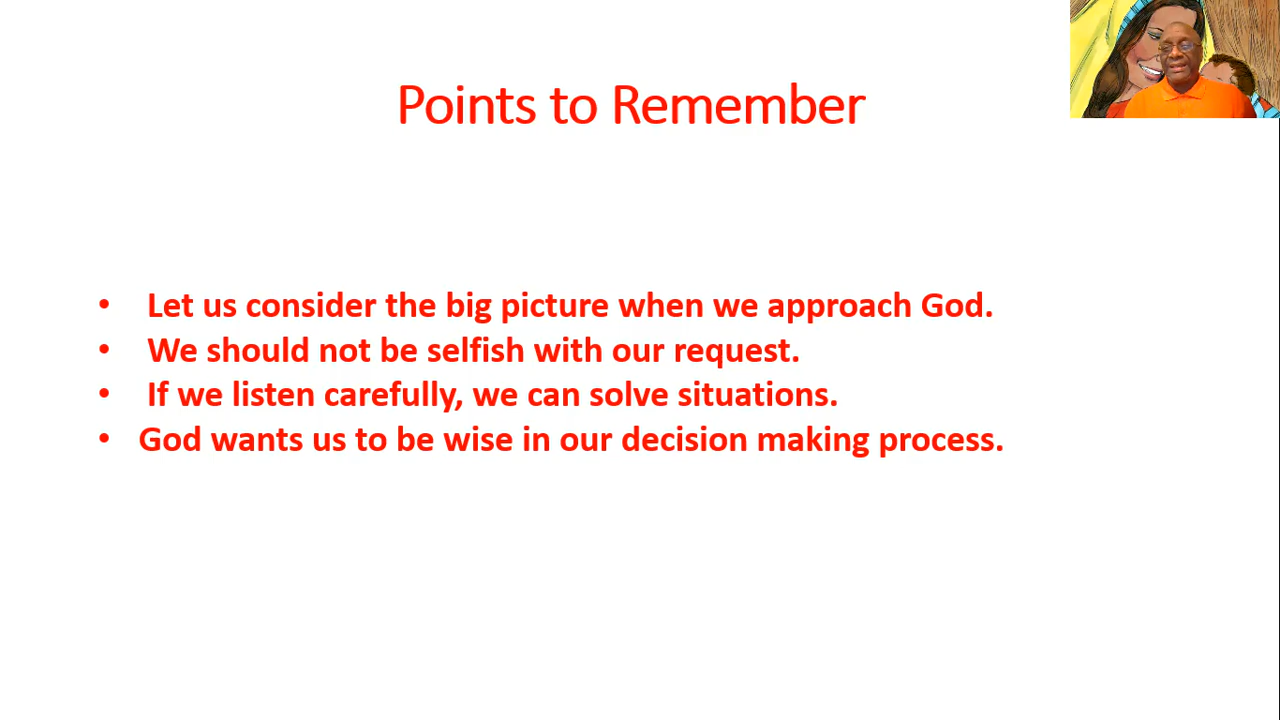 Points to Remember
• Let us consider the big picture when we approach God.
• We should not be selfish with our request.
• If we listen carefully, we can solve situations.
• God wants us to be wise in our decision making process.